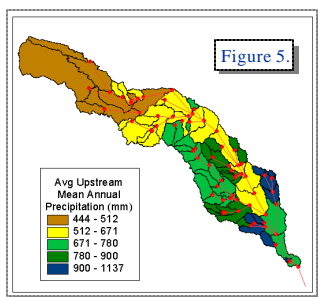 Figure 5.
Avg Upstream
Mean Annual
Precipitation (mm)
444 - 512
512 - 671
671 - 780
780 - 900
900 - 1137